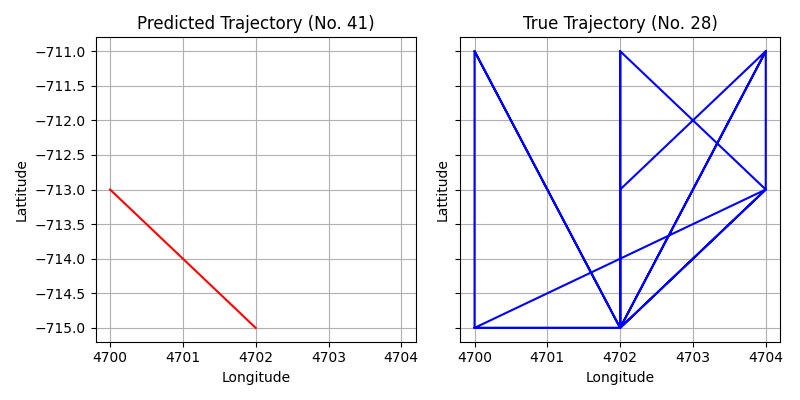 Predicted Trajectory (No. 41)
True Trajectory (No. 28)
−711.0
−711.5
−712.0
−712.5
−713.0
−713.5
−714.0
−714.5
−715.0
Lattitude
Lattitude
4700 4701 4702 4703 4704
4700 4701 4702 4703 4704
Longitude
Longitude